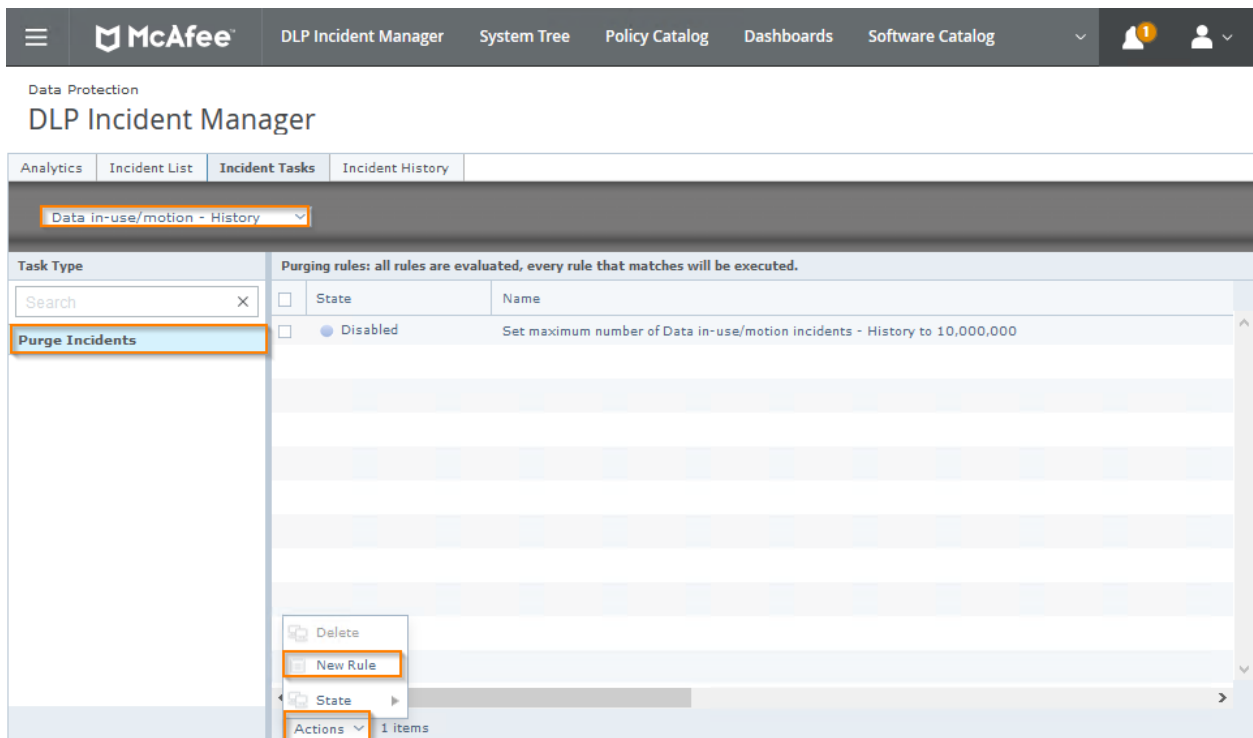 McAfee DLP Incident Manager System Tree Policy Catalog Dashboards Software Catalog 1
Data Protection
DLP Incident Manager
Analytics Incident List Incident Tasks Incident History
Data in-use/motion - History
Task Type Purging rules: all rules are evaluated, every rule that matches will be executed.
Search State Name
Purge Incidents Disabled Set maximum number of Data in-use/motion incidents - History to 10,000,000
Delete
New Rule
State
Actions 1 items